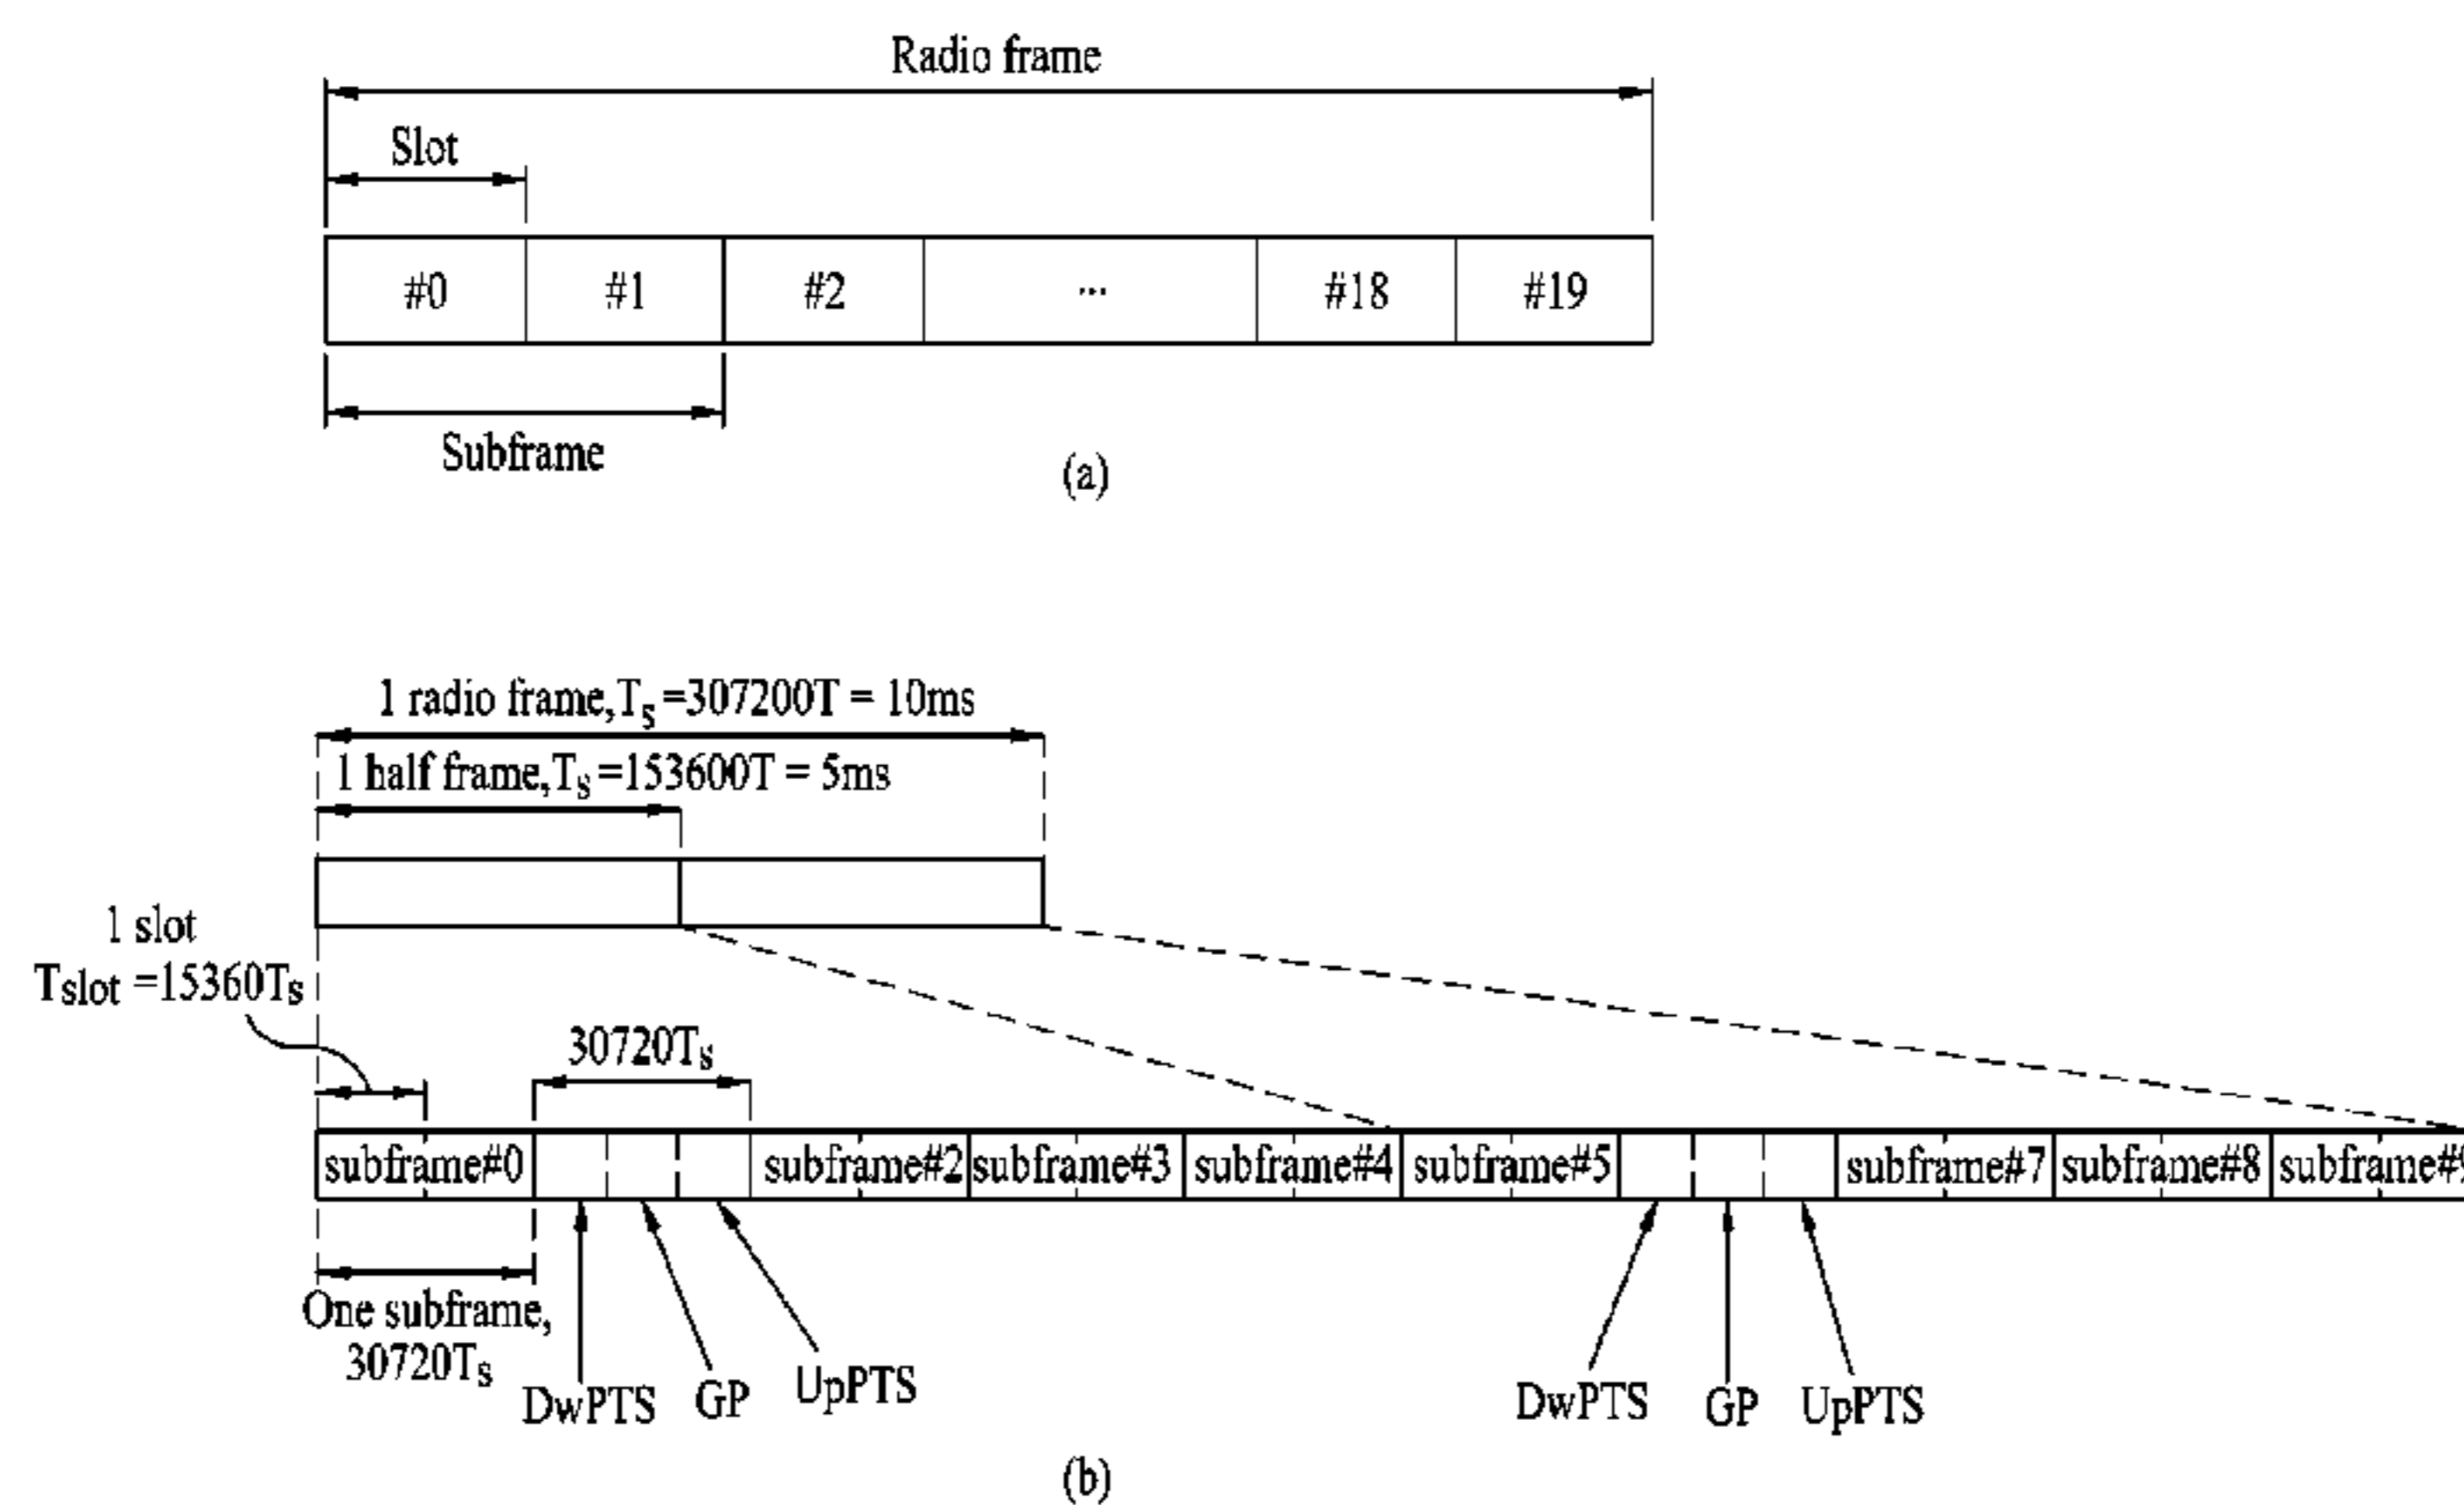 Radio frame
Slot
#0 #1 #2 ... #18 #19
Subframe
(a)
1 radio frame,Ts =307200T = 10ms
1 half frame,Ts =153600T = 5ms
1 slot
Tslot =15360Ts
30720Ts
subframe#0 subframe#2 subframe#3 subframe#4 subframe#5 subframe#7 subframe#8 subframe#9
One subframe,
30720Ts
DwPTS GP UpPTS DwPTS GP UpPTS
(b)